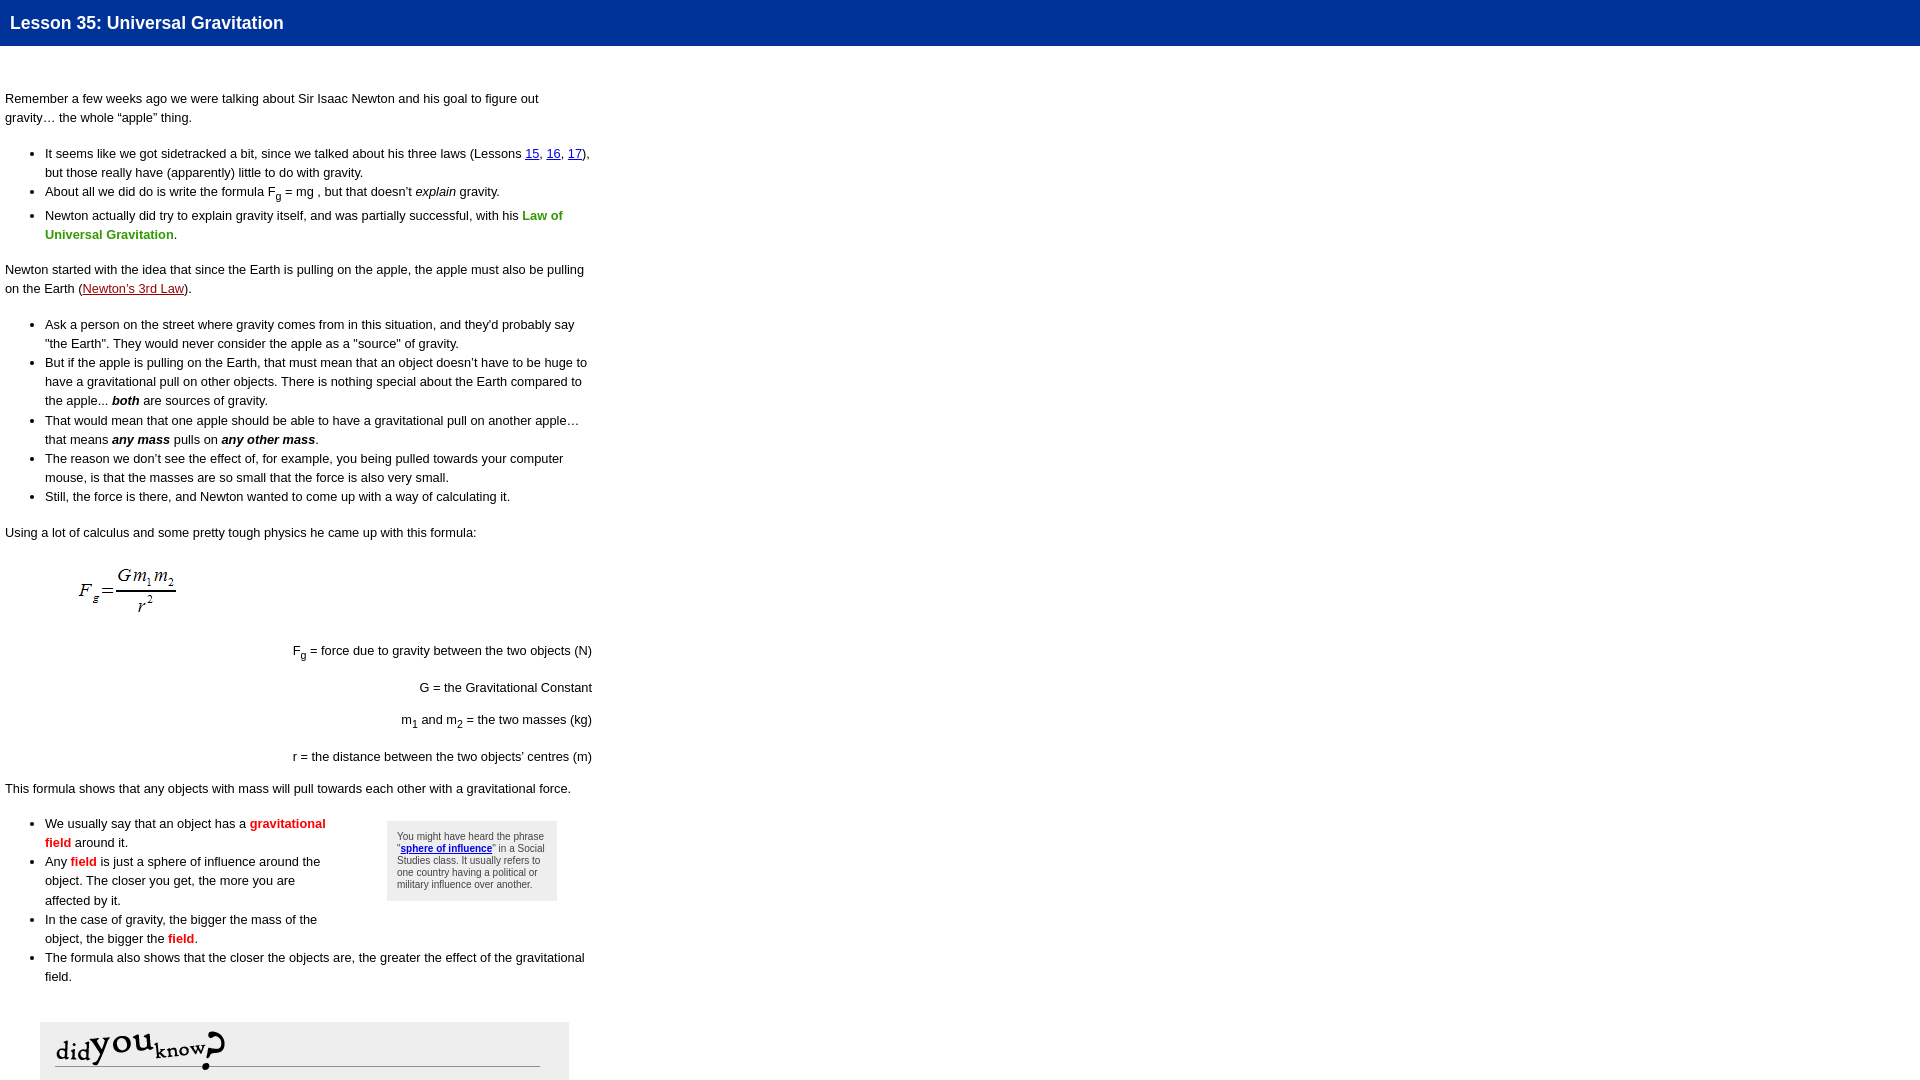 Lesson 35: Universal Gravitation
Remember a few weeks ago we were talking about Sir Isaac Newton and his goal to figure out
gravity… the whole “apple” thing.
• It seems like we got sidetracked a bit, since we talked about his three laws (Lessons 15, 16, 17),
but those really have (apparently) little to do with gravity.
• About all we did do is write the formula Fg = mg , but that doesn’t explain gravity.
• Newton actually did try to explain gravity itself, and was partially successful, with his Law of
Universal Gravitation.
Newton started with the idea that since the Earth is pulling on the apple, the apple must also be pulling
on the Earth (Newton’s 3rd Law).
• Ask a person on the street where gravity comes from in this situation, and they'd probably say
"the Earth". They would never consider the apple as a "source" of gravity.
• But if the apple is pulling on the Earth, that must mean that an object doesn’t have to be huge to
have a gravitational pull on other objects. There is nothing special about the Earth compared to
the apple... both are sources of gravity.
• That would mean that one apple should be able to have a gravitational pull on another apple…
that means any mass pulls on any other mass.
• The reason we don’t see the effect of, for example, you being pulled towards your computer
mouse, is that the masses are so small that the force is also very small.
• Still, the force is there, and Newton wanted to come up with a way of calculating it.
Using a lot of calculus and some pretty tough physics he came up with this formula:
F_g = G m_1 m_2 / r^2
Fg = force due to gravity between the two objects (N)
G = the Gravitational Constant
m1 and m2 = the two masses (kg)
r = the distance between the two objects’ centres (m)
This formula shows that any objects with mass will pull towards each other with a gravitational force.
• We usually say that an object has a gravitational
field around it.
• Any field is just a sphere of influence around the
object. The closer you get, the more you are
affected by it.
• In the case of gravity, the bigger the mass of the
object, the bigger the field.
• The formula also shows that the closer the objects are, the greater the effect of the gravitational
field.
You might have heard the phrase
"sphere of influence" in a Social
Studies class. It usually refers to
one country having a political or
military influence over another.
did you know?